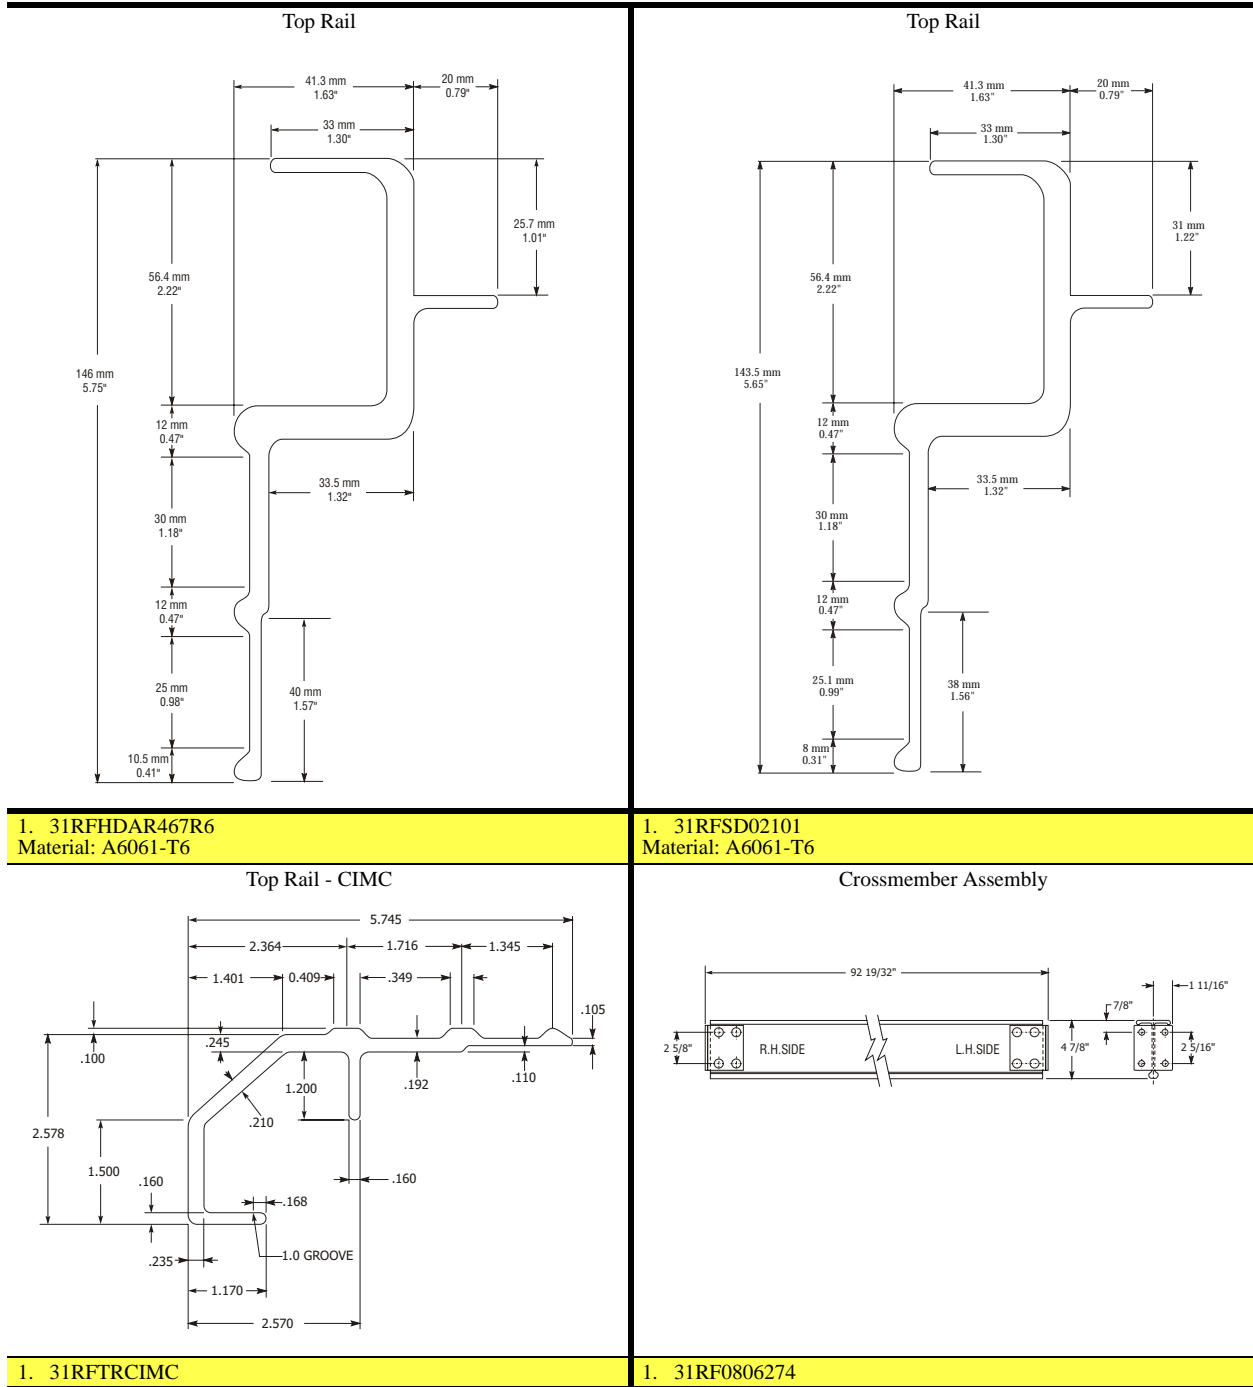 Top Rail
41.3 mm
1.63"
20 mm
0.79"
33 mm
1.30"
25.7 mm
1.01"
56.4 mm
2.22"
146 mm
5.75"
12 mm
0.47"
33.5 mm
1.32"
30 mm
1.18"
12 mm
0.47"
25 mm
0.98"
40 mm
1.57"
10.5 mm
0.41"
1. 31RFHDAR467R6
Material: A6061-T6
Top Rail
41.3 mm
1.63"
20 mm
0.79"
33 mm
1.30"
31 mm
1.22"
56.4 mm
2.22"
143.5 mm
5.65"
12 mm
0.47"
33.5 mm
1.32"
30 mm
1.18"
12 mm
0.47"
25.1 mm
0.99"
38 mm
1.56"
8 mm
0.31"
1. 31RFSD02101
Material: A6061-T6
Top Rail - CIMC
5.745
2.364
1.716
1.345
1.401
0.409
.349
.105
.100
.245
.192
.110
1.200
.210
2.578
1.500
.160
.160
.168
.235
1.0 GROOVE
1.170
2.570
1. 31RFTRCIMC
Crossmember Assembly
92 19/32"
1 11/16"
7/8"
2 5/8"
R.H.SIDE
L.H.SIDE
4 7/8"
2 5/16"
1. 31RF0806274